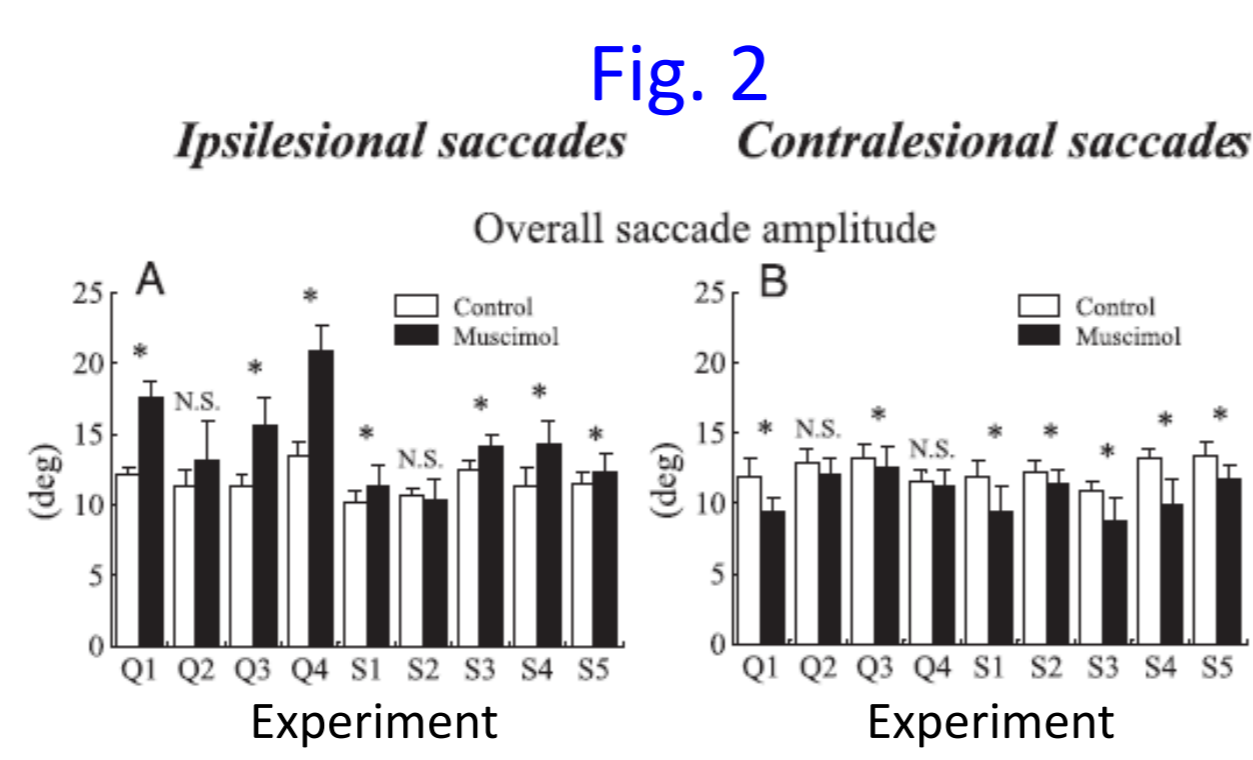 Fig. 2
Ipsilesional saccades
Contralesional saccades
Overall saccade amplitude
A
25
20
15
10
5
0
(deg)
Control
Muscimol
*
N.S.
*
*
*
N.S.
*
*
*
Q1 Q2 Q3 Q4 S1 S2 S3 S4 S5
Experiment
B
25
20
15
10
5
0
(deg)
Control
Muscimol
*
N.S.
*
N.S.
*
*
*
*
*
Q1 Q2 Q3 Q4 S1 S2 S3 S4 S5
Experiment